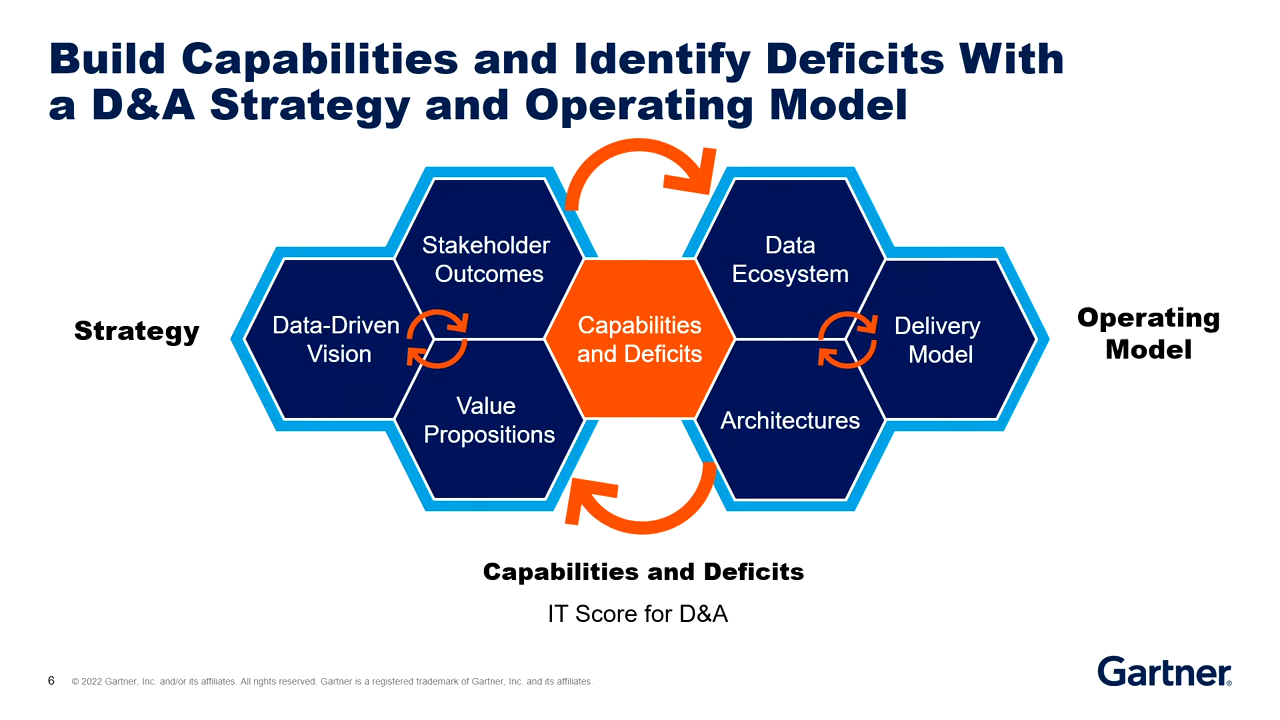 Build Capabilities and Identify Deficits With
a D&A Strategy and Operating Model
Strategy
Data-Driven
Vision
Stakeholder
Outcomes
Value
Propositions
Capabilities
and Deficits
Data
Ecosystem
Architectures
Delivery
Model
Operating
Model
Capabilities and Deficits
IT Score for D&A
6 © 2022 Gartner, Inc. and/or its affiliates. All rights reserved. Gartner is a registered trademark of Gartner, Inc. and its affiliates.
Gartner®